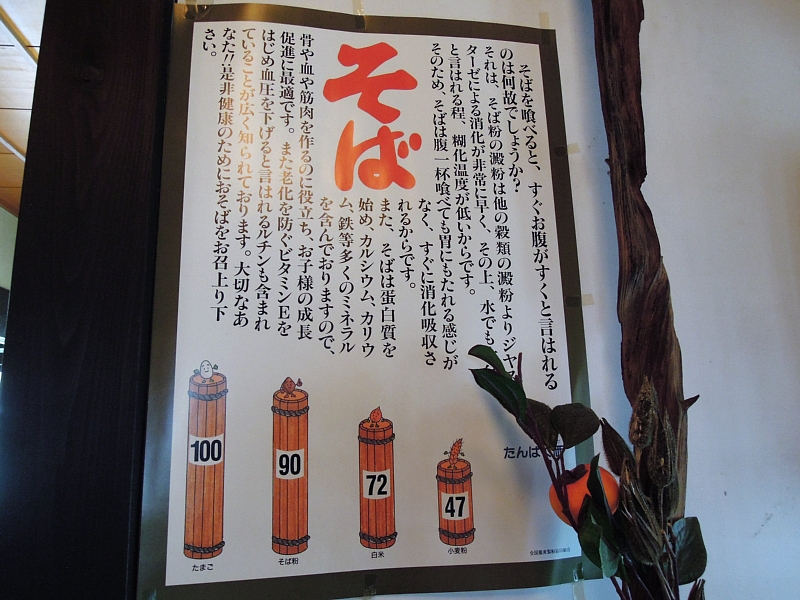 そば
そばを喰べると、すぐお腹がすくと言はれる
のは何故でしょうか?
それは、そば粉の澱粉は他の穀類の澱粉よりジヤス
ターゼによる消化が非常に早く、その上、水でも
と言はれる程、糊化温度が低いからです。
そのため、そばは腹一杯喰べても胃にもたれる感じが
なく、すぐに消化吸収さ
れるからです。
また、そばは蛋白質を
始め、カルシウム、カリウ
ム、鉄等多くのミネラル
を含んでおりますので、
骨や血や筋肉を作るのに役立ち、お子様の成長
促進に最適です。また老化を防ぐビタミンEを
はじめ血圧を下げると言はれるルチンも含まれ
ていることが広く知られております。大切なあ
なた!!是非健康のためにおそばをお召上り下
さい。
たんぱ
100
90
72
47
たまご
そば粉
白米
小麦粉